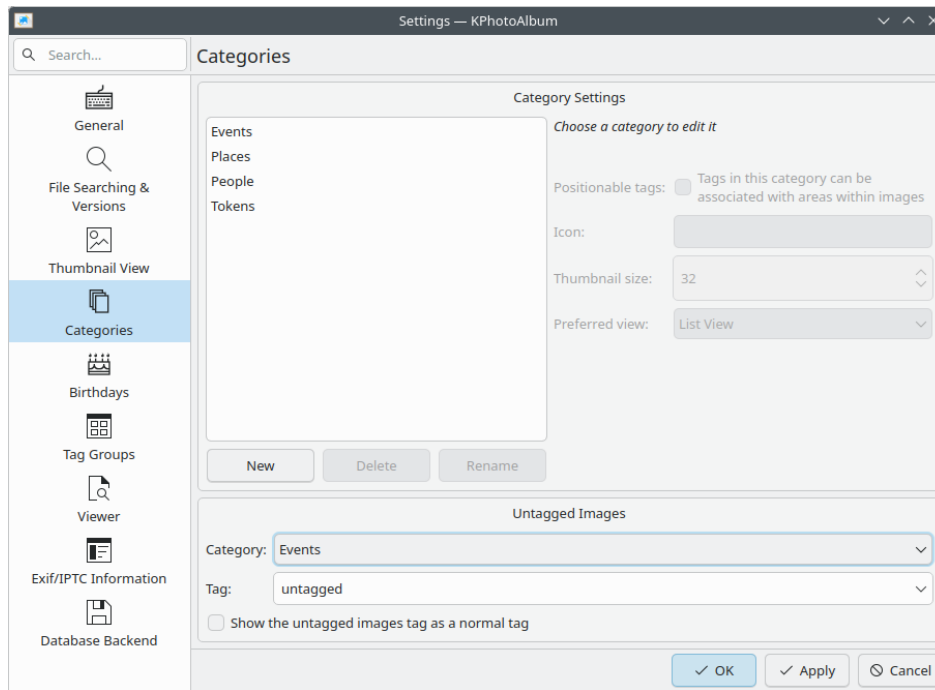 Settings — KPhotoAlbum
Search...
Categories
General
File Searching &
Versions
Thumbnail View
Categories
Birthdays
Tag Groups
Viewer
Exif/IPTC Information
Database Backend
Category Settings
Events
Places
People
Tokens
Choose a category to edit it
Positionable tags:
Tags in this category can be
associated with areas within images
Icon:
Thumbnail size: 32
Preferred view: List View
New Delete Rename
Untagged Images
Category: Events
Tag: untagged
Show the untagged images tag as a normal tag
OK Apply Cancel